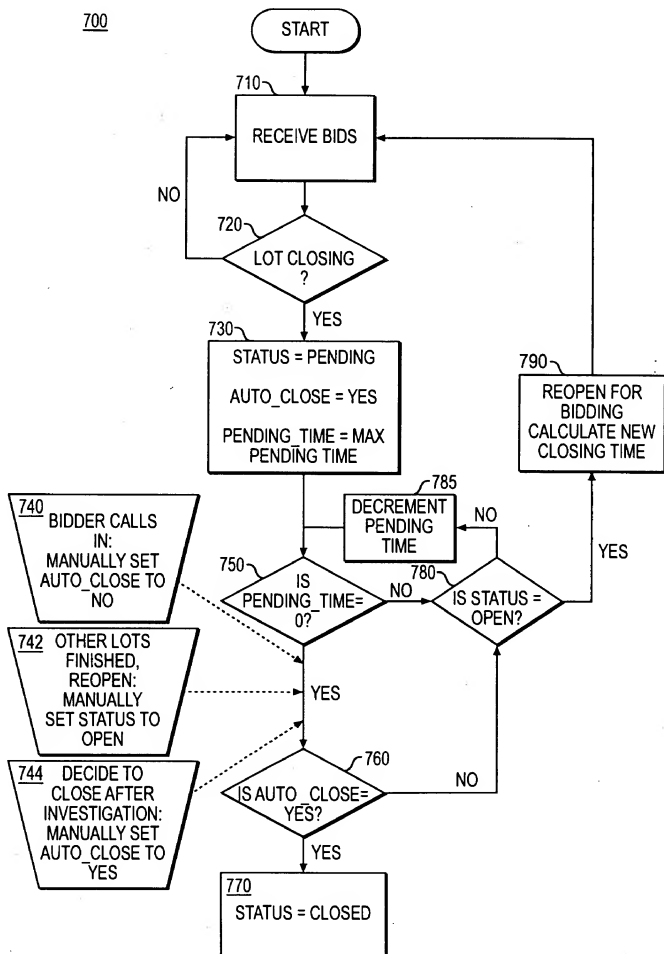 700
START
710
RECEIVE BIDS
NO
720
LOT CLOSING
?
YES
730
STATUS = PENDING
AUTO_CLOSE = YES
PENDING_TIME = MAX
PENDING TIME
790
REOPEN FOR
BIDDING
CALCULATE NEW
CLOSING TIME
785
DECREMENT
PENDING
TIME
NO
YES
740
BIDDER CALLS
IN:
MANUALLY SET
AUTO_CLOSE TO
NO
750
IS
PENDING_TIME=
0?
NO
780
IS STATUS =
OPEN?
742
OTHER LOTS
FINISHED,
REOPEN:
MANUALLY
SET STATUS TO
OPEN
YES
744
DECIDE TO
CLOSE AFTER
INVESTIGATION:
MANUALLY SET
AUTO_CLOSE TO
YES
760
IS AUTO_CLOSE=
YES?
NO
YES
770
STATUS = CLOSED